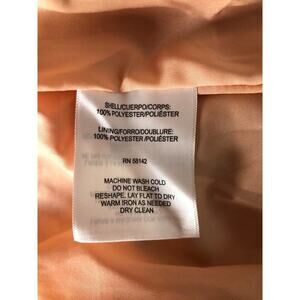 SHELL/CUERPO/CORPS:
100% POLYESTER/POLIÉSTER
LINING/FORRO/DOUBLURE:
100% POLYESTER/POLIÉSTER
RN 58142
MACHINE WASH COLD
DO NOT BLEACH
RESHAPE, LAY FLAT TO DRY
WARM IRON AS NEEDED
DRY CLEAN